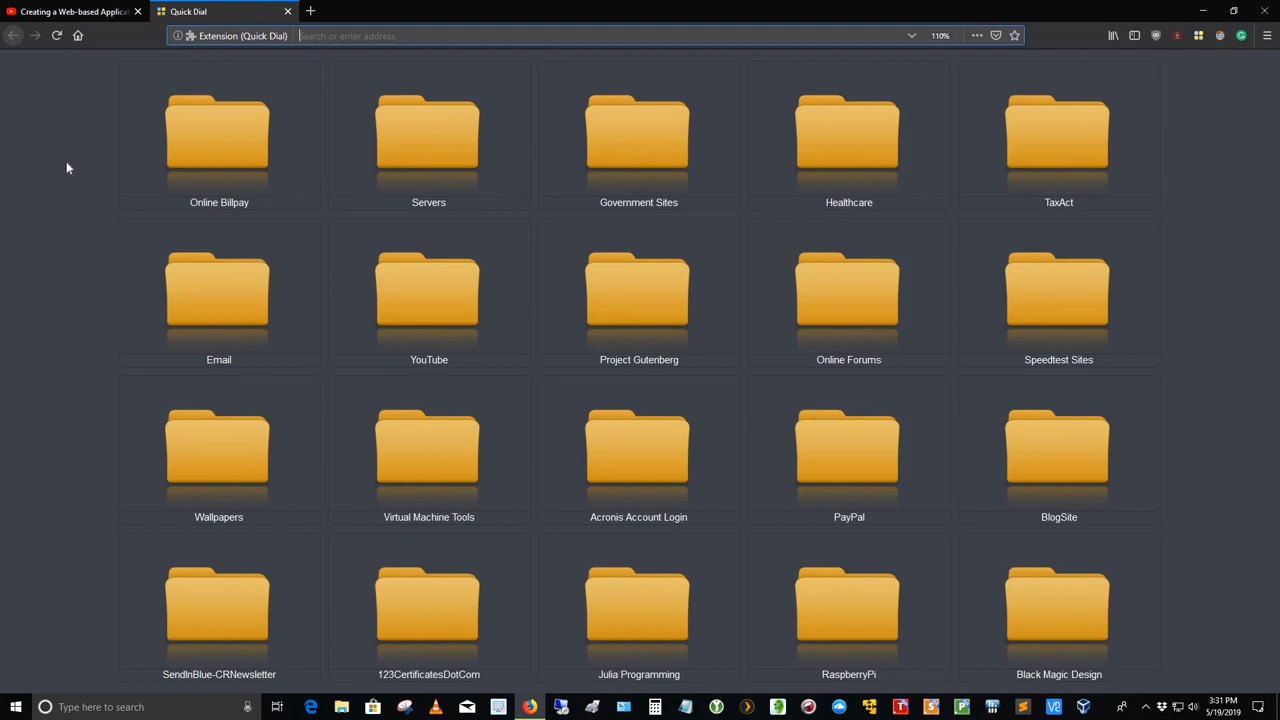 Creating a Web-based Applicat
Quick Dial
Extension (Quick Dial)
Search or enter address
110%
Online Billpay
Servers
Government Sites
Healthcare
TaxAct
Email
YouTube
Project Gutenberg
Online Forums
Speedtest Sites
Wallpapers
Virtual Machine Tools
Acronis Account Login
PayPal
BlogSite
SendInBlue-CRNewsletter
123CertificatesDotCom
Julia Programming
RaspberryPi
Black Magic Design
Type here to search
3:31 PM
5/19/2019